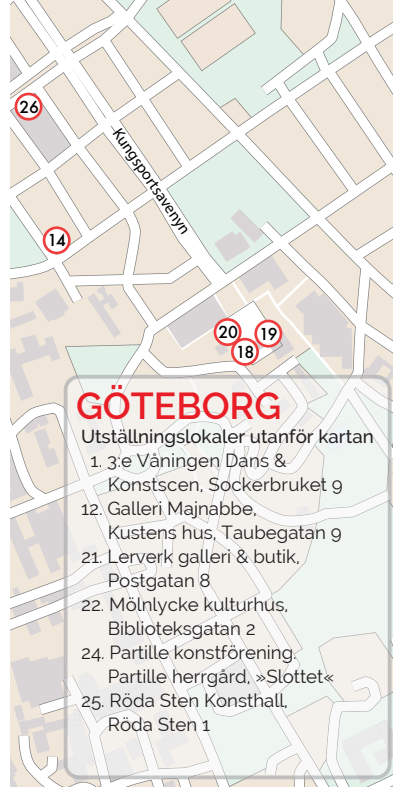 26
Kungsportsavenyn
14
20
19
18
GÖTEBORG
Utställningslokaler utanför kartan
1. 3:e Våningen Dans &
Konstscen, Sockerbruket 9
12. Galleri Majnabbe,
Kustens hus, Taubegatan 9
21. Lerverk galleri & butik,
Postgatan 8
22. Mölnlycke kulturhus,
Biblioteksgatan 2
24. Partille konstförening,
Partille herrgård, »Slottet«
25. Röda Sten Konsthall,
Röda Sten 1